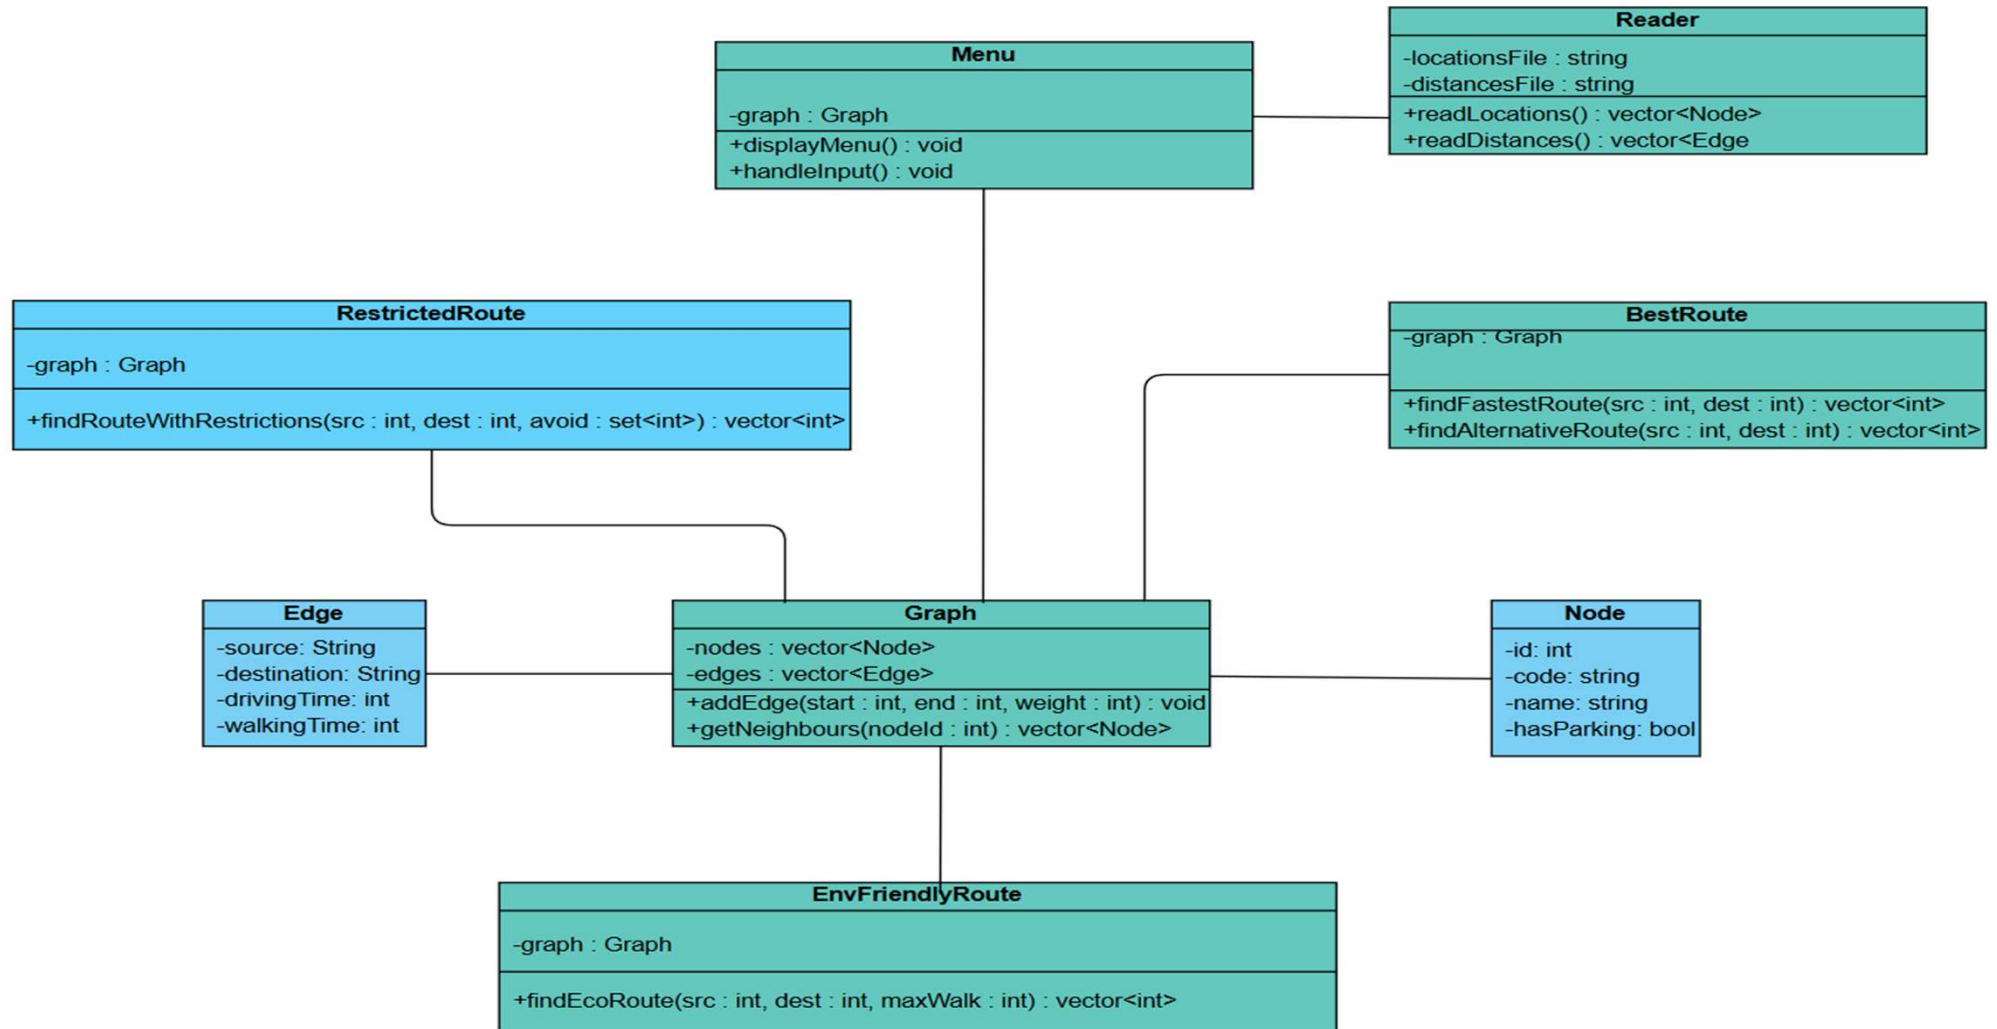 Menu
-graph : Graph
+displayMenu() : void
+handleInput() : void
Reader
-locationsFile : string
-distancesFile : string
+readLocations() : vector<Node>
+readDistances() : vector<Edge
RestrictedRoute
-graph : Graph
+findRouteWithRestrictions(src : int, dest : int, avoid : set<int>) : vector<int>
BestRoute
-graph : Graph
+findFastestRoute(src : int, dest : int) : vector<int>
+findAlternativeRoute(src : int, dest : int) : vector<int>
Edge
-source: String
-destination: String
-drivingTime: int
-walkingTime: int
Graph
-nodes : vector<Node>
-edges : vector<Edge>
+addEdge(start : int, end : int, weight : int) : void
+getNeighbours(nodeId : int) : vector<Node>
Node
-id: int
-code: string
-name: string
-hasParking: bool
EnvFriendlyRoute
-graph : Graph
+findEcoRoute(src : int, dest : int, maxWalk : int) : vector<int>